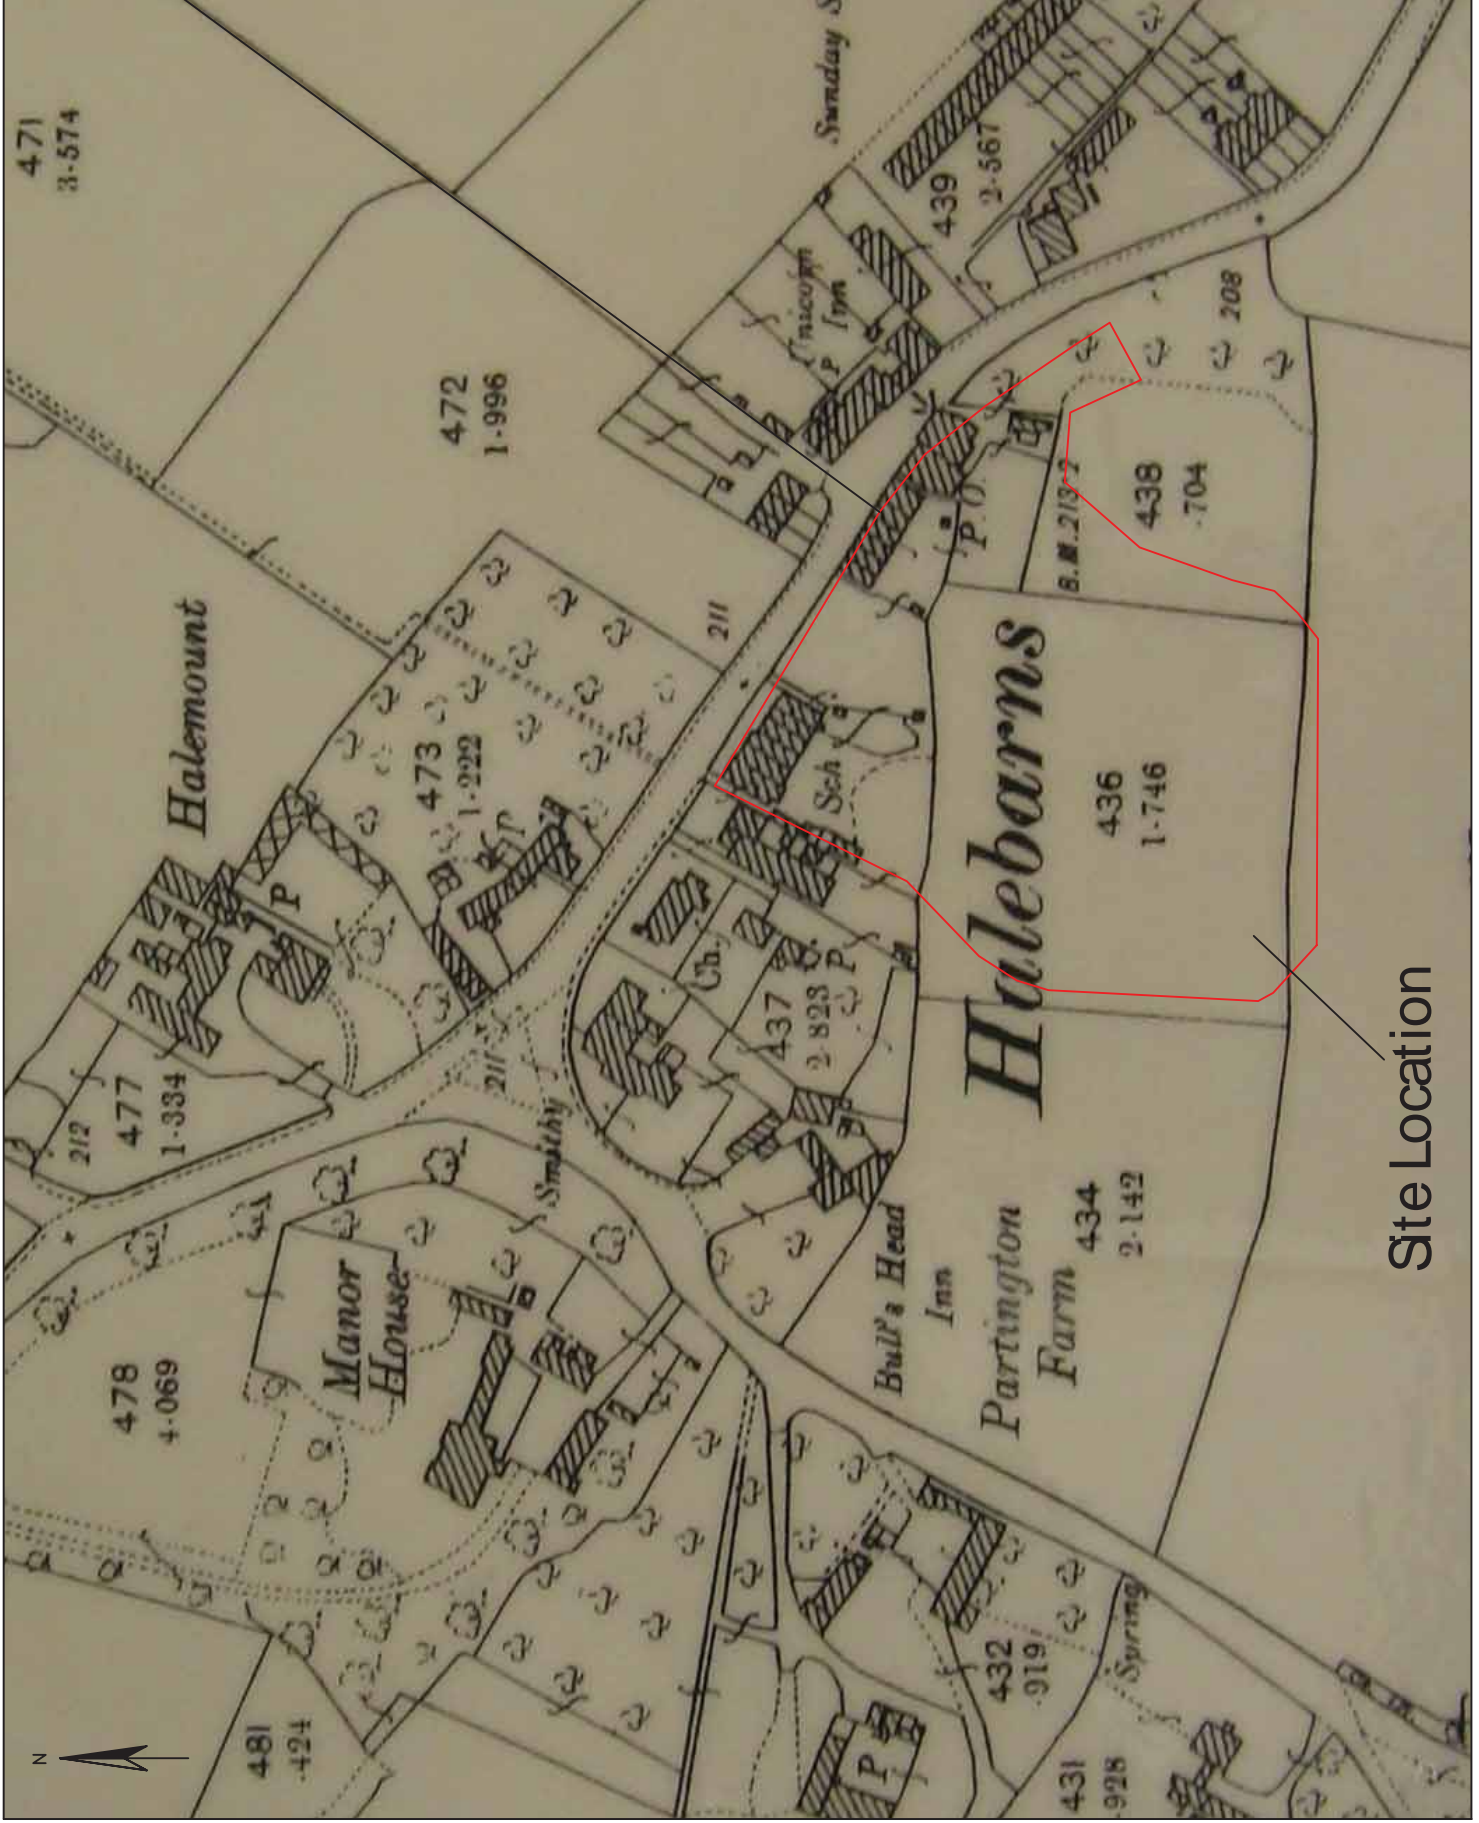 N
481
.424
478
4.069
212
477
1.334
P
Halemount
471
3.574
Manor
House
Smithy
211
473
1.222
P
211
472
1.996
Sunday S
Unicorn
Inn
P
439
2.567
437
2.823
P
Ch.
Sch
P.O.
B.M.213.2
438
.704
208
Bull's Head
Inn
Partington
Farm
434
2.142
Halebarns
436
1.746
432
.919
Spring
431
.928
P
Site Location